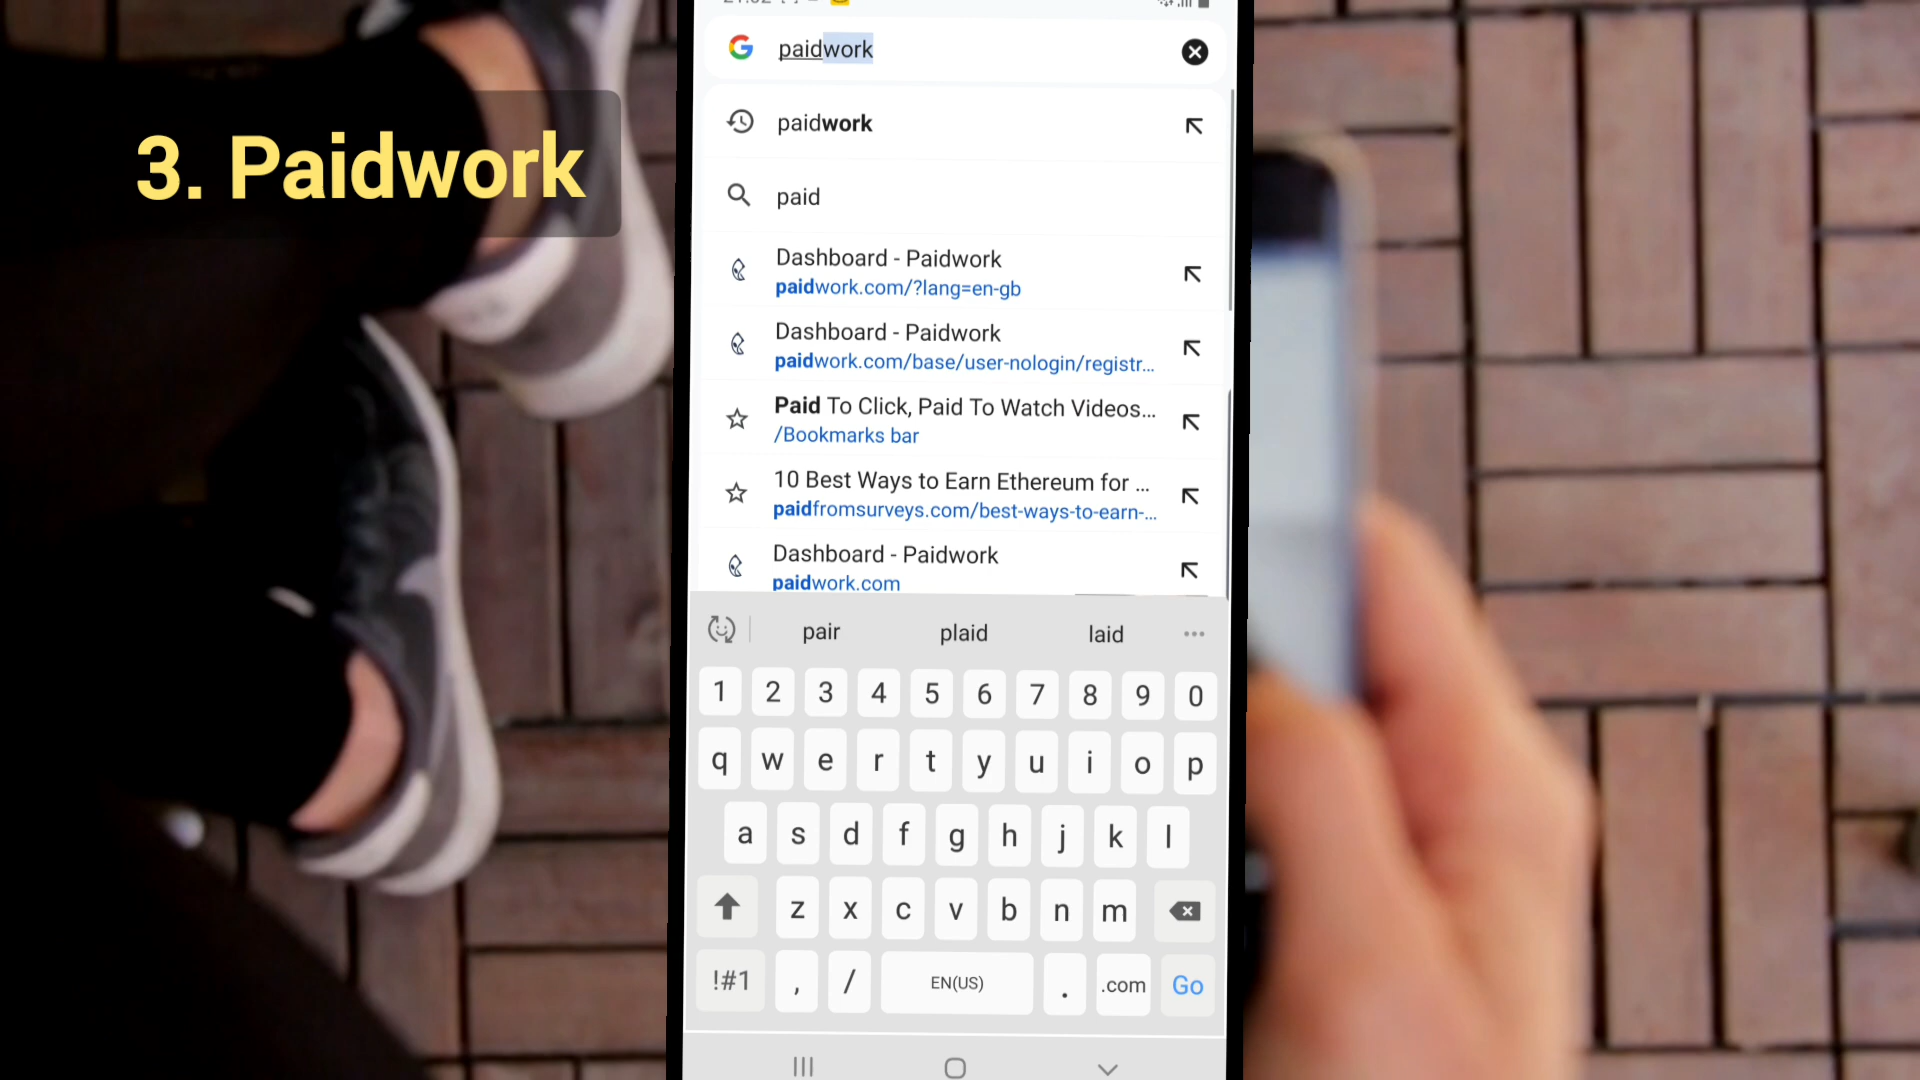 3. Paidwork
paidwork
paidwork
paid
Dashboard - Paidwork
paidwork.com/?lang=en-gb
Dashboard - Paidwork
paidwork.com/base/user-nologin/registr...
Paid To Click, Paid To Watch Videos...
/Bookmarks bar
10 Best Ways to Earn Ethereum for ...
paidfromsurveys.com/best-ways-to-earn-...
Dashboard - Paidwork
paidwork.com
pair plaid laid
1 2 3 4 5 6 7 8 9 0
q w e r t y u i o p
a s d f g h j k l
z x c v b n m
!#1 , / EN(US) . .com Go